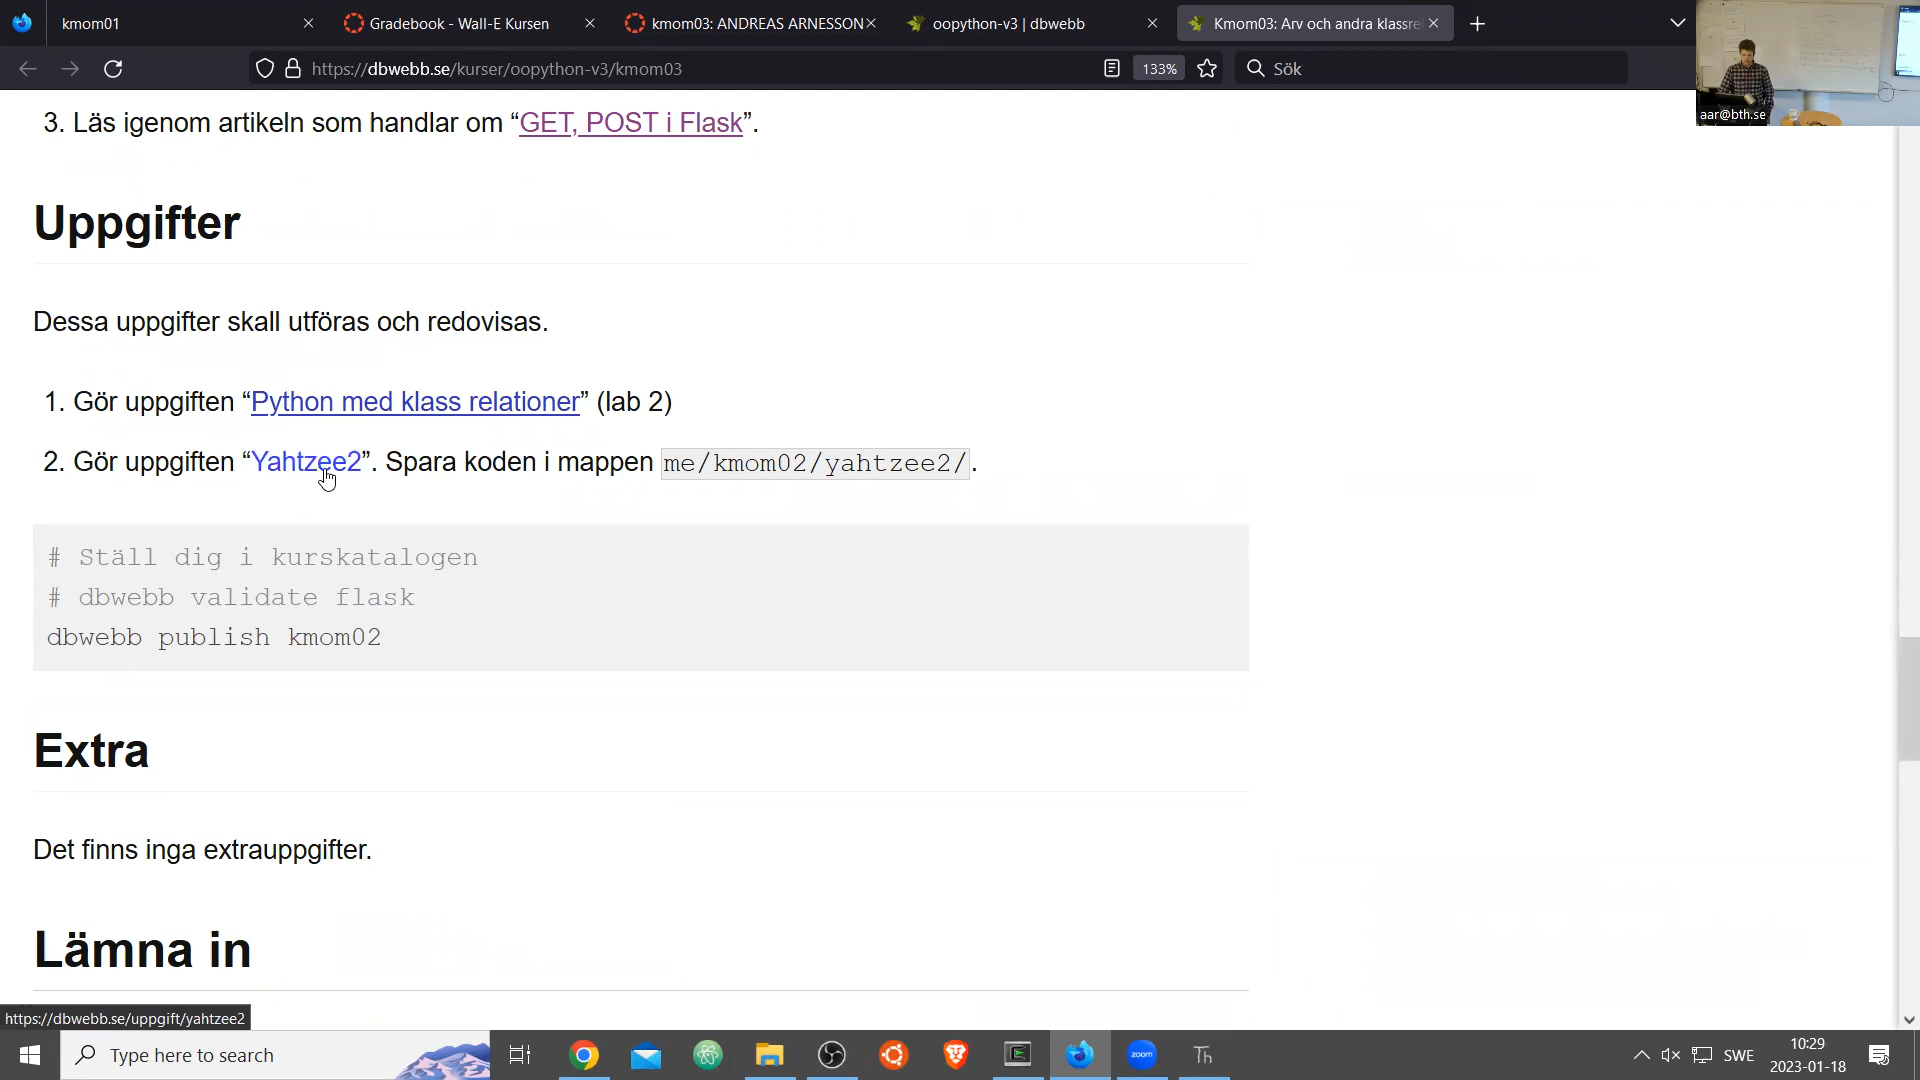 kmom01
Gradebook - Wall-E Kursen
kmom03: ANDREAS ARNESSON
oopython-v3 | dbwebb
Kmom03: Arv och andra klassre
https://dbwebb.se/kurser/oopython-v3/kmom03
133%
Sök
aar@bth.se
3. Läs igenom artikeln som handlar om “GET, POST i Flask”.
Uppgifter
Dessa uppgifter skall utföras och redovisas.
1. Gör uppgiften “Python med klass relationer” (lab 2)
2. Gör uppgiften “Yahtzee2”. Spara koden i mappen me/kmom02/yahtzee2/.
# Ställ dig i kurskatalogen
# dbwebb validate flask
dbwebb publish kmom02
Extra
Det finns inga extrauppgifter.
Lämna in
https://dbwebb.se/uppgift/yahtzee2
Type here to search
zoom
Th
SWE
10:29
2023-01-18